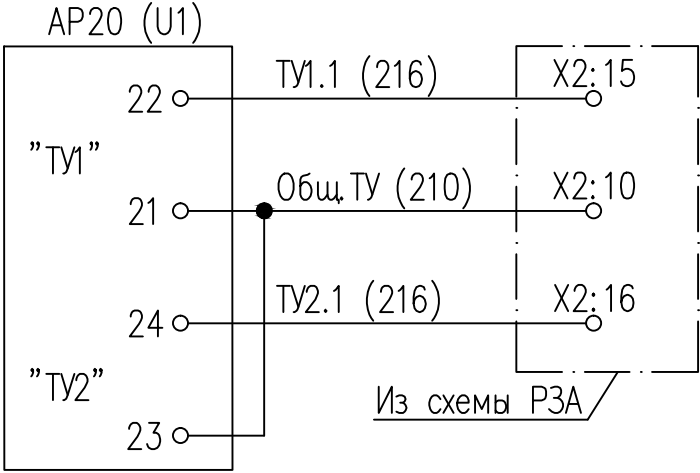 АР20 (U1)
22
ТУ1.1 (216)
X2:15
"ТУ1"
21
Общ.ТУ (210)
X2:10
24
ТУ2.1 (216)
X2:16
"ТУ2"
23
Из схемы РЗА